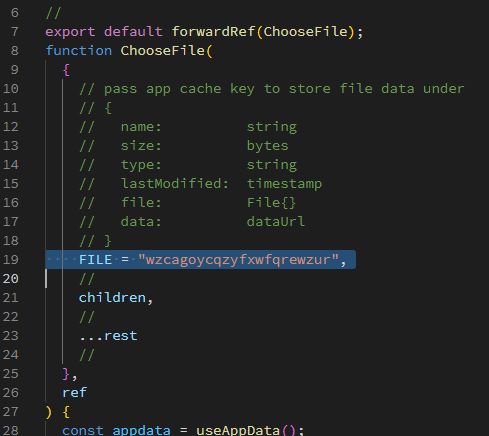 6 //
7 export default forwardRef(ChooseFile);
8 function ChooseFile(
9 {
10 // pass app cache key to store file data under
11 // {
12 // name: string
13 // size: bytes
14 // type: string
15 // lastModified: timestamp
16 // file: File{}
17 // data: dataUrl
18 // }
19 FILE = "wzcagoycqzyfxwfqrewzur",
20 //
21 children,
22 //
23 ...rest
24 //
25 },
26 ref
27 ) {
28 const appdata = useAppData();